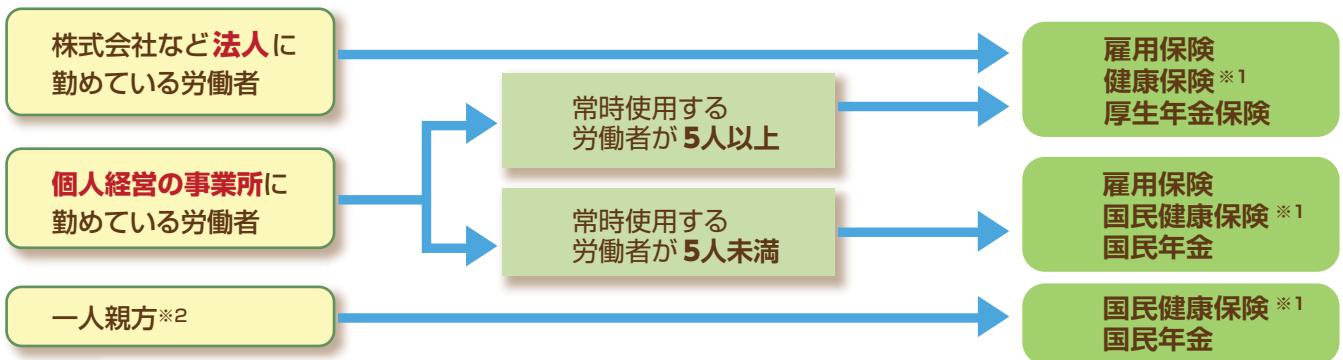 株式会社など法人に
勤めている労働者
雇用保険
健康保険※1
厚生年金保険
常時使用する
労働者が5人以上
個人経営の事業所に
勤めている労働者
常時使用する
労働者が5人未満
雇用保険
国民健康保険※1
国民年金
一人親方※2
国民健康保険※1
国民年金